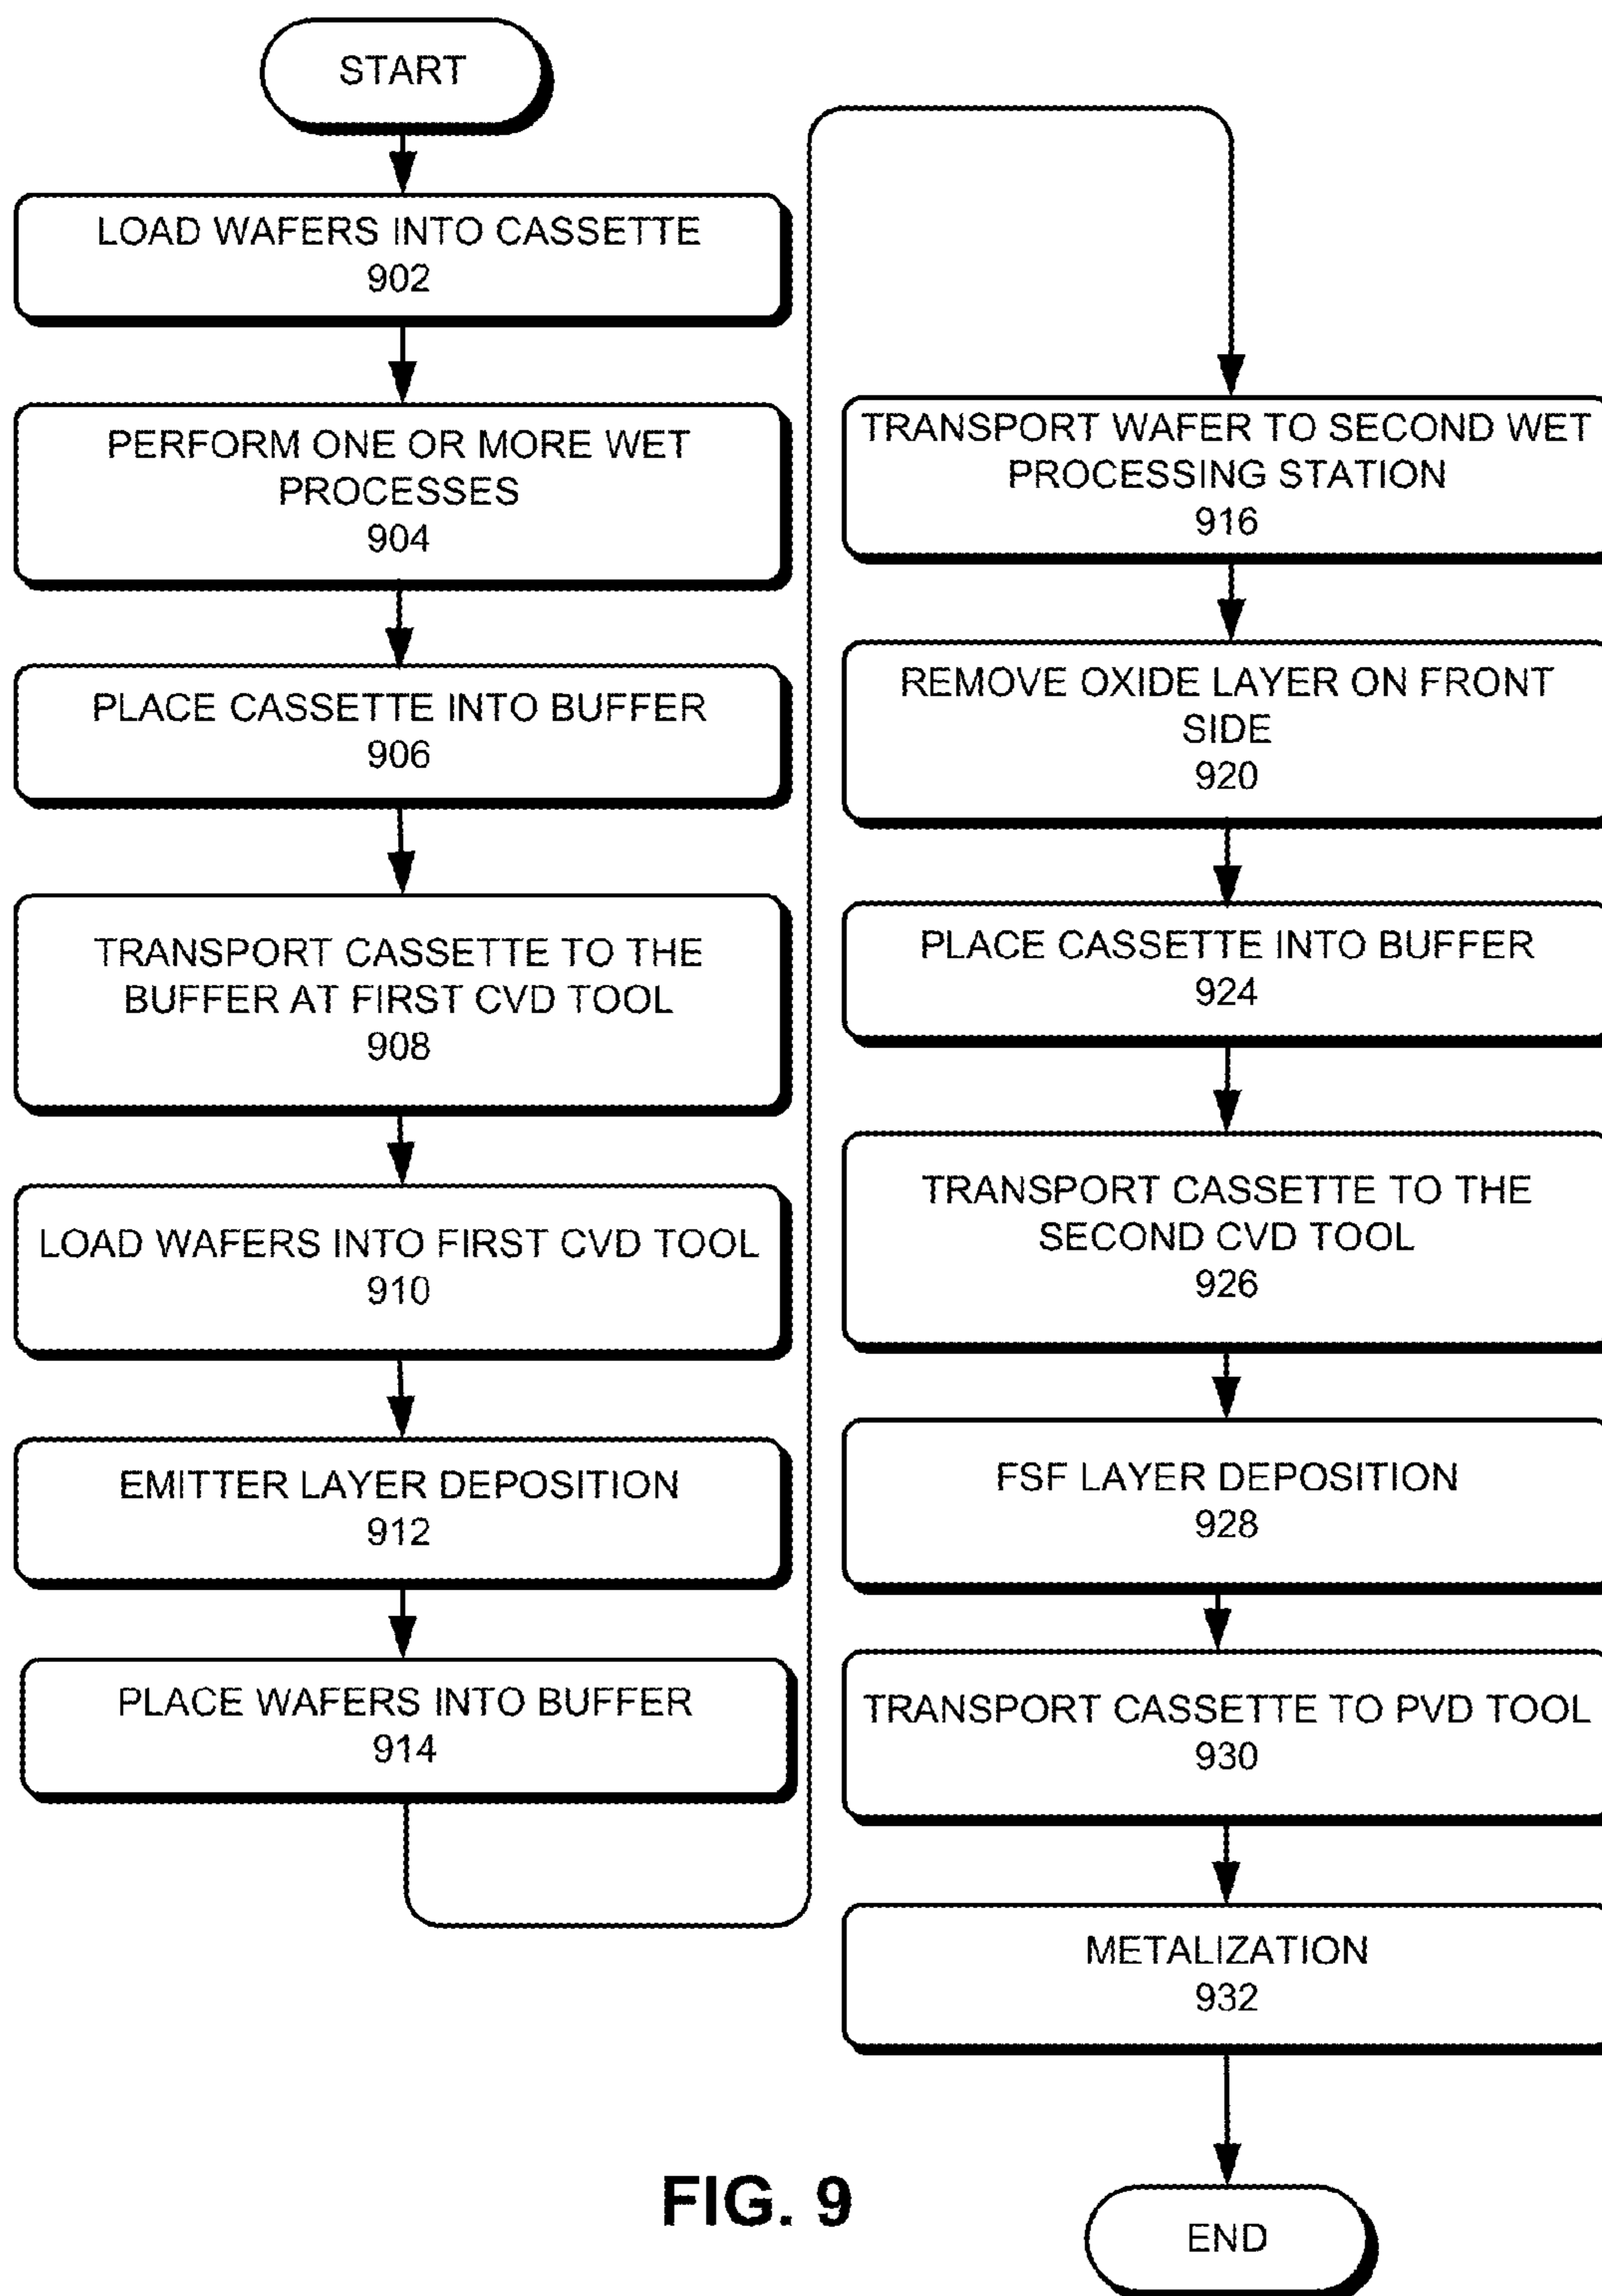 START
LOAD WAFERS INTO CASSETTE
902
PERFORM ONE OR MORE WET
PROCESSES
904
PLACE CASSETTE INTO BUFFER
906
TRANSPORT CASSETTE TO THE
BUFFER AT FIRST CVD TOOL
908
LOAD WAFERS INTO FIRST CVD TOOL
910
EMITTER LAYER DEPOSITION
912
PLACE WAFERS INTO BUFFER
914
TRANSPORT WAFER TO SECOND WET
PROCESSING STATION
916
REMOVE OXIDE LAYER ON FRONT
SIDE
920
PLACE CASSETTE INTO BUFFER
924
TRANSPORT CASSETTE TO THE
SECOND CVD TOOL
926
FSF LAYER DEPOSITION
928
TRANSPORT CASSETTE TO PVD TOOL
930
METALIZATION
932
END
FIG. 9